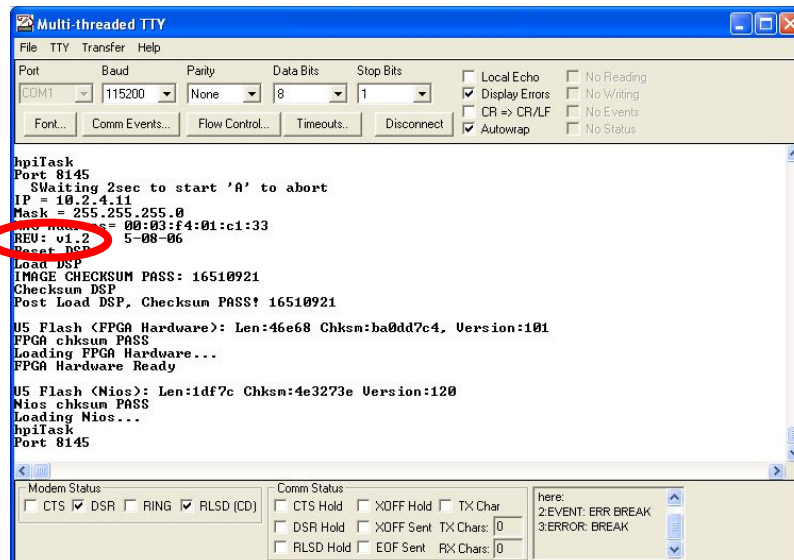 Multi-threaded TTY
File TTY Transfer Help
Port Baud Parity Data Bits Stop Bits
COM1 115200 None 8 1
Local Echo No Reading
Display Errors No Writing
CR => CR/LF No Events
Autowrap No Status
Font... Comm Events... Flow Control... Timeouts.. Disconnect
hpiTask
Port 8145
SWaiting 2sec to start 'A' to abort
IP = 10.2.4.11
Mask = 255.255.255.0
= 00:03:f4:01:c1:33
REV: v1.2 5-08-06
Reset DSP
Load DSP
IMAGE CHECKSUM PASS: 16510921
Checksum DSP
Post Load DSP, Checksum PASS! 16510921
U5 Flash (FPGA Hardware): Len:46e68 Chksm:ba0dd7c4, Version:101
FPGA chksum PASS
Loading FPGA Hardware...
FPGA Hardware Ready
U5 Flash (Nios): Len:1df7c Chksm:4e3273e Version:120
Nios chksum PASS
Loading Nios...
hpiTask
Port 8145
Modem Status
CTS DSR RING RLSD (CD)
Comm Status
CTS Hold XOFF Hold TX Char
DSR Hold XOFF Sent TX Chars: 0
RLSD Hold EOF Sent RX Chars: 0
here:
2:EVENT: ERR BREAK
3:ERROR: BREAK